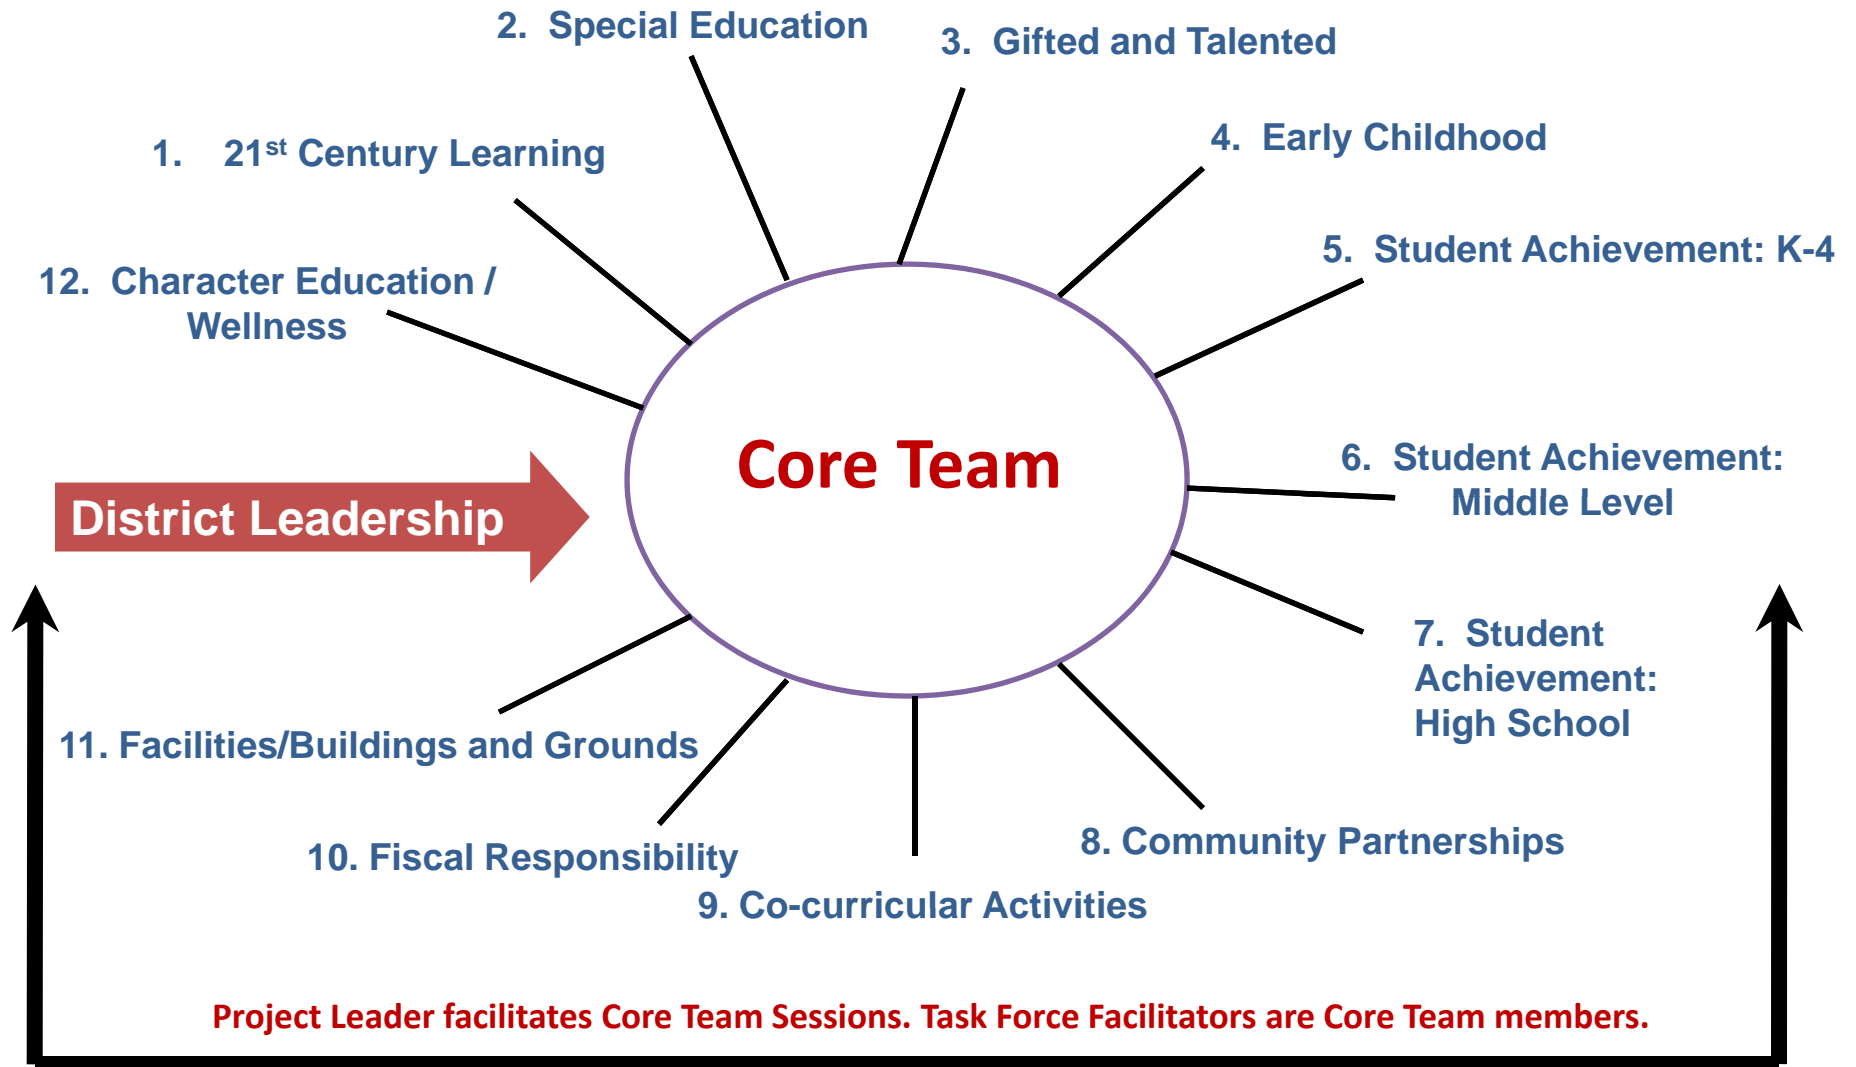 2.  Special Education
3.  Gifted and Talented
1.    21st Century Learning
4.  Early Childhood
5.  Student Achievement: K-4
12.  Character Education /
Wellness
Core Team
6.  Student Achievement:
Middle Level
District Leadership
7.  Student
Achievement:
High School
11. Facilities/Buildings and Grounds
10. Fiscal Responsibility
8. Community Partnerships
9. Co-curricular Activities
Project Leader facilitates Core Team Sessions. Task Force Facilitators are Core Team members.